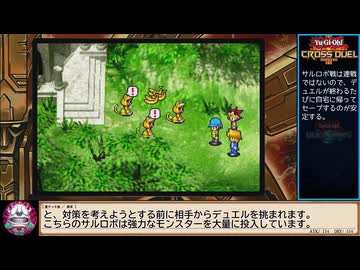 Yu-Gi-Oh!
CROSS DUEL
サルロボ戦は連戦
ではないので、デ
ュエルが終わるた
びに自宅に帰って
セーブするのが安
定する。
と、対策を考えようとする前に相手からデュエルを挑まれます。
こちらのサルロボは強力なモンスターを大量に投入しています。